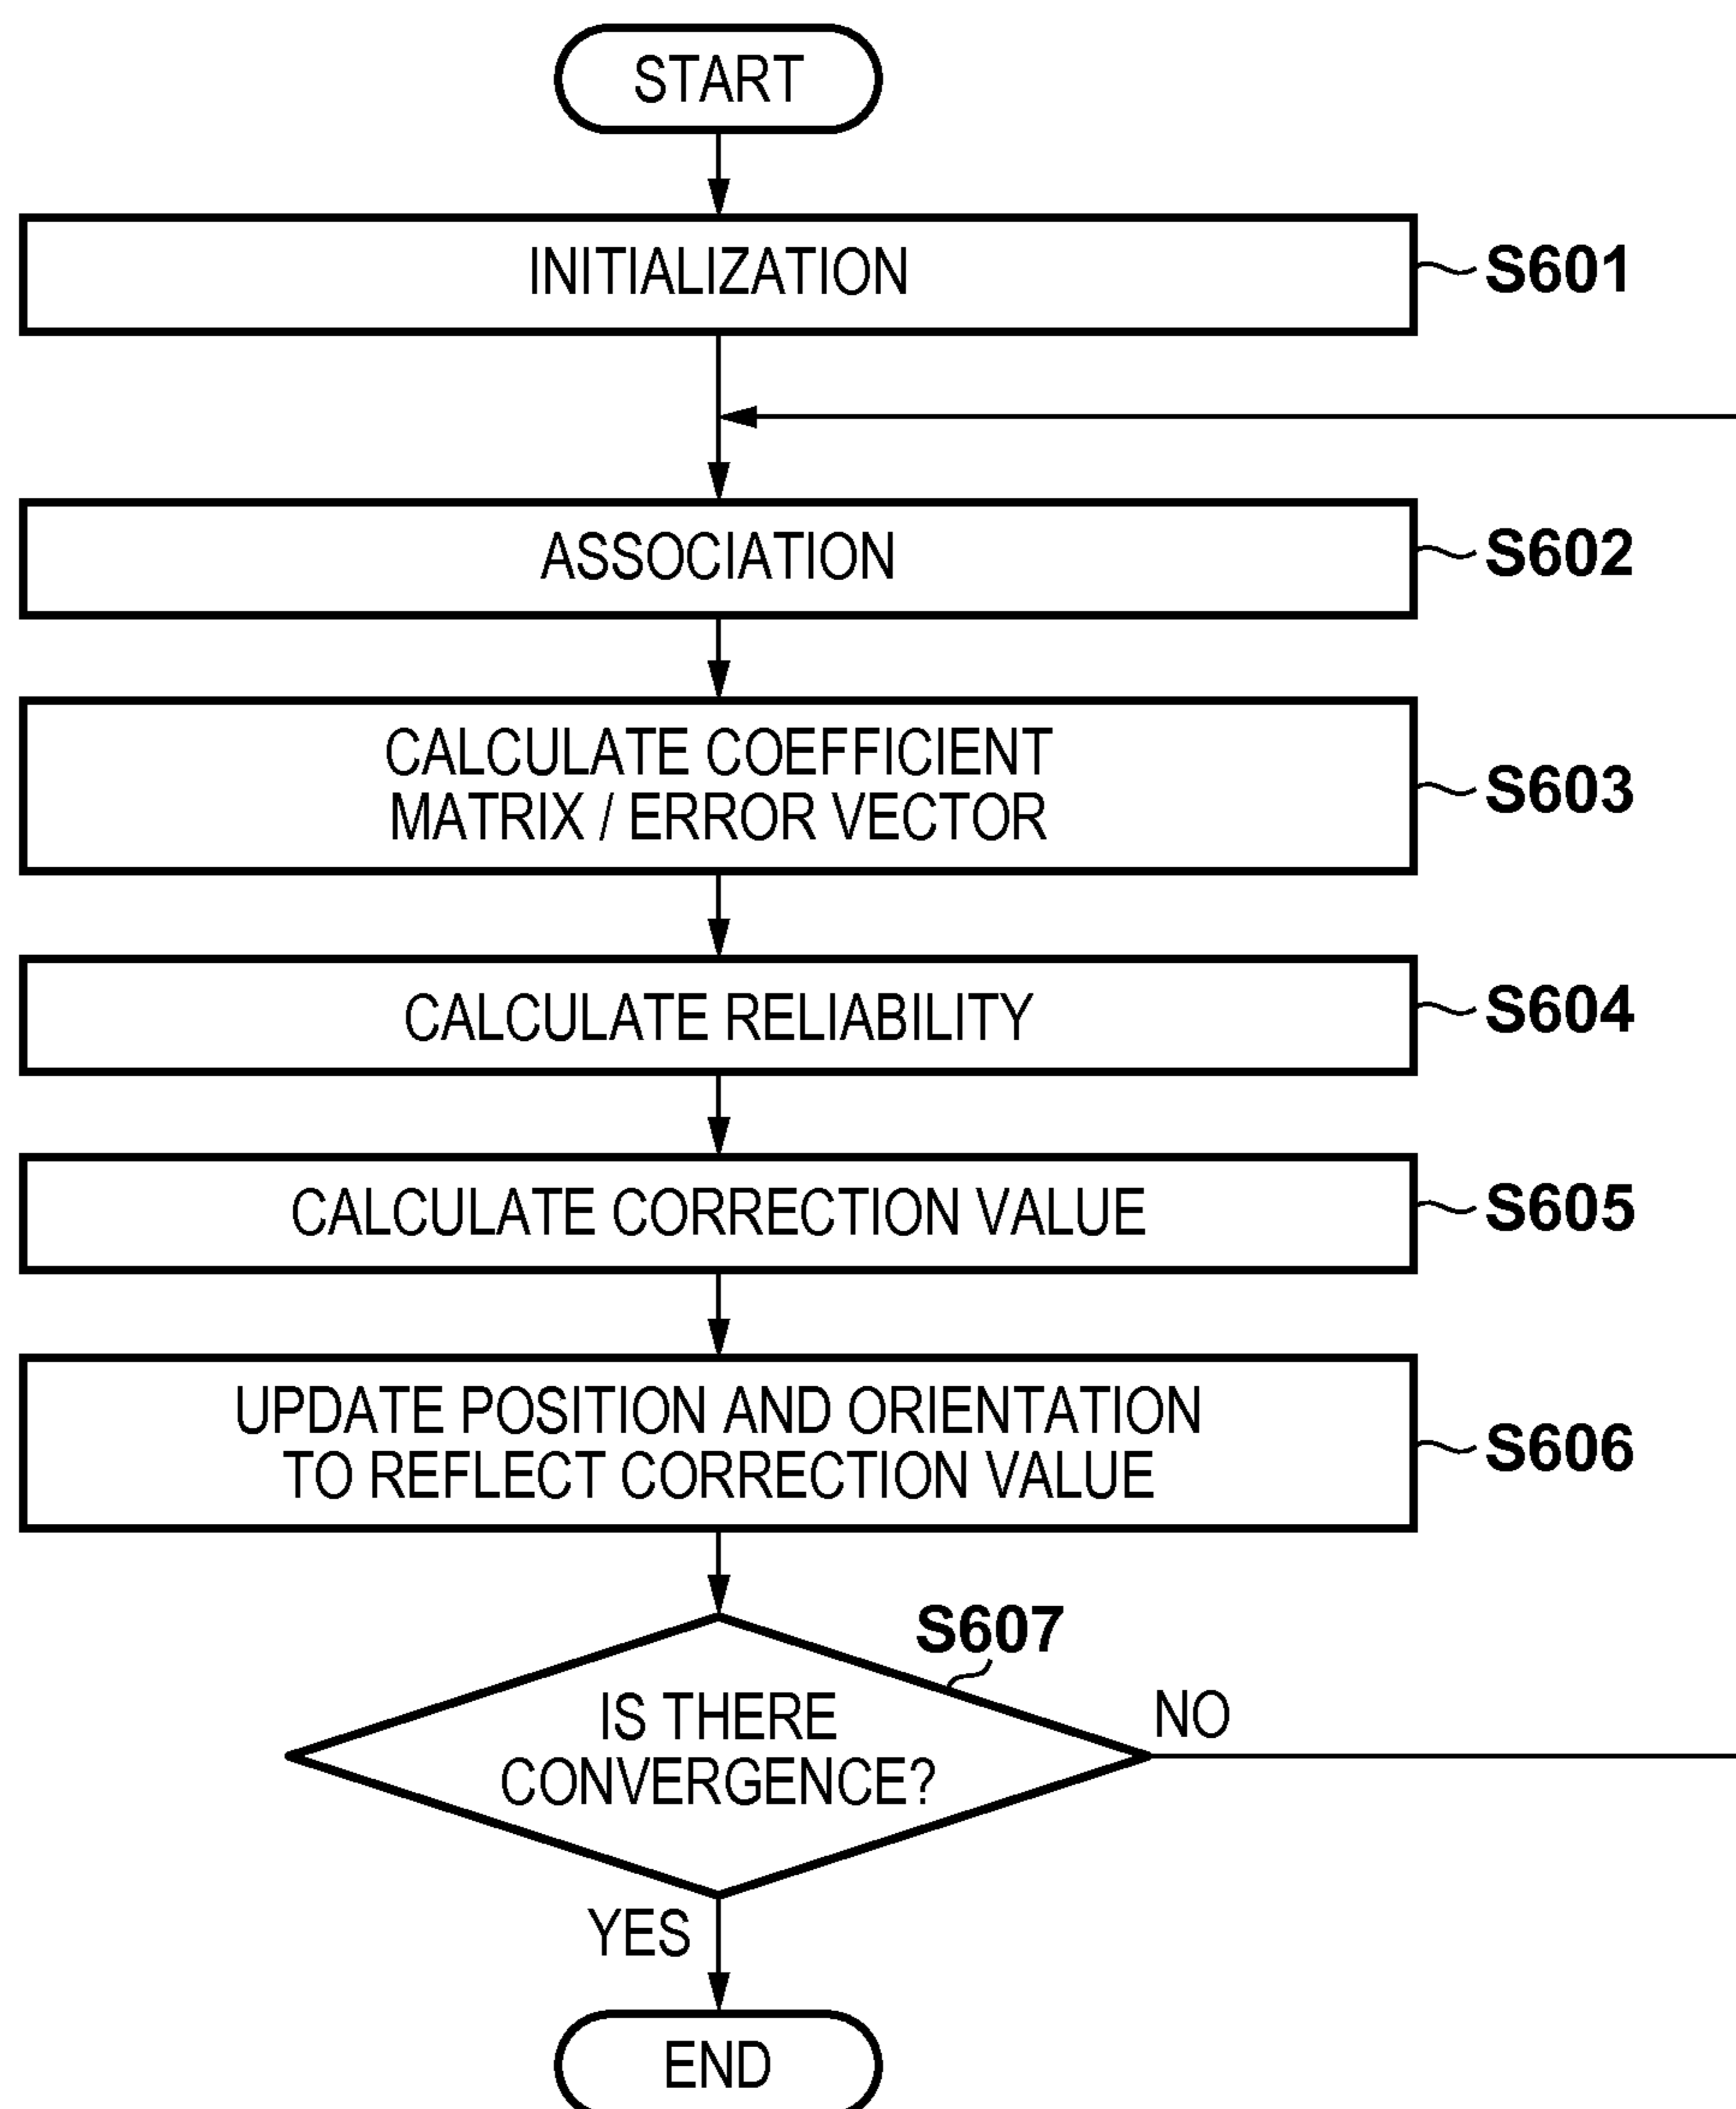 START
INITIALIZATION
S601
ASSOCIATION
S602
CALCULATE COEFFICIENT
MATRIX / ERROR VECTOR
S603
CALCULATE RELIABILITY
S604
CALCULATE CORRECTION VALUE
S605
UPDATE POSITION AND ORIENTATION
TO REFLECT CORRECTION VALUE
S606
S607
IS THERE
CONVERGENCE?
NO
YES
END